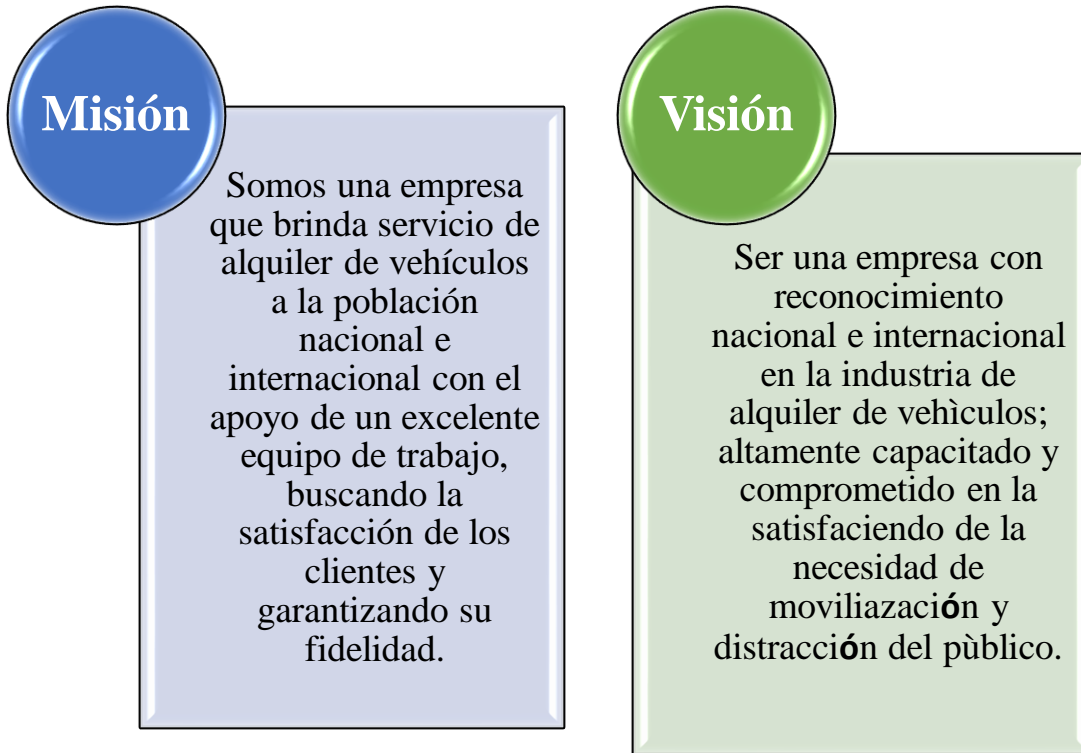 Misión
Somos una empresa
que brinda servicio de
alquiler de vehículos
a la población
nacional e
internacional con el
apoyo de un excelente
equipo de trabajo,
buscando la
satisfacción de los
clientes y
garantizando su
fidelidad.
Visión
Ser una empresa con
reconocimiento
nacional e internacional
en la industria de
alquiler de vehìculos;
altamente capacitado y
comprometido en la
satisfaciendo de la
necesidad de
moviliazación y
distracción del pùblico.